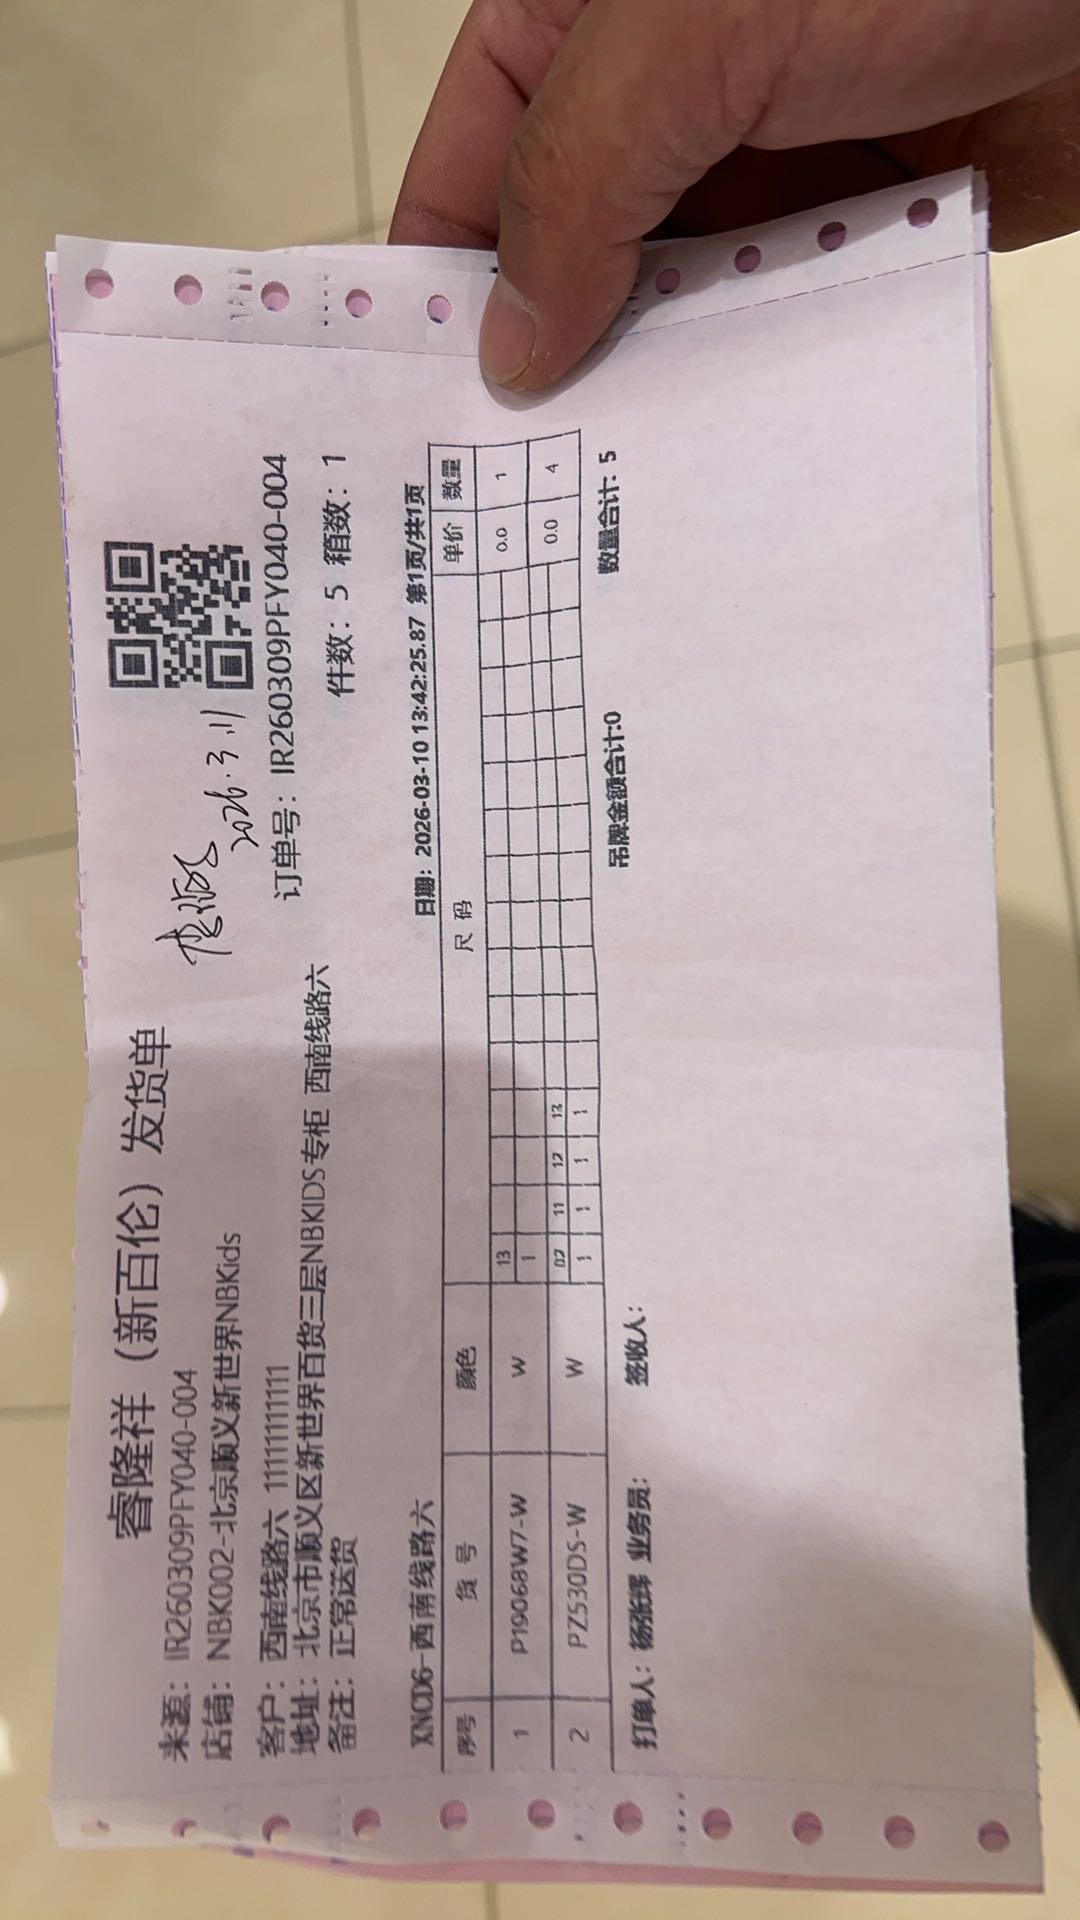 睿隆祥（新百伦）发货单
来源：IR260309PFY040-004
2026.3.11
店铺：NBK002-北京顺义新世界NBKids
订单号：IR260309PFY040-004
客户：西南线路六 11111111111
地址：北京市顺义区新世界百货三层NBKIDS专柜 西南线路六
件数：5 箱数：1
备注：正常送货
XNCD6-西南线路六 日期：2026-03-10 13:42:25.87 第1页/共1页
序号 货号 颜色 尺码 单价 数量
1 P19068W7-W W 13 0.0 1
1
2 PZ530DS-W W 02 11 12 13 0.0 4
1 1 1 1
吊牌金额合计:0 数量合计: 5
打单人：杨张辉 业务员： 签收人：